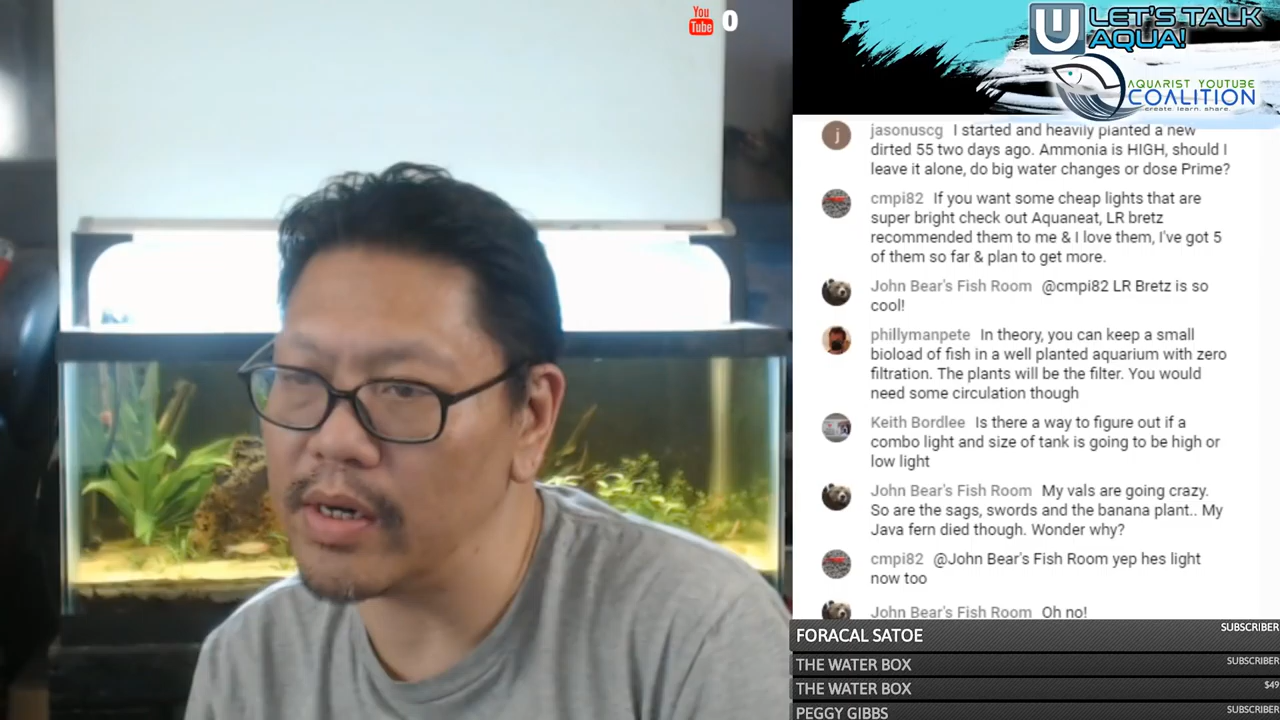 You
Tube 0
LET'S TALK
AQUA!
AQUARIST YOUTUBE
COALITION
create. learn. share.
j
jasonuscg I started and heavily planted a new
dirted 55 two days ago. Ammonia is HIGH, should I
leave it alone, do big water changes or dose Prime?
cmpi82 If you want some cheap lights that are
super bright check out Aquaneat, LR bretz
recommended them to me & I love them, I've got 5
of them so far & plan to get more.
John Bear's Fish Room @cmpi82 LR Bretz is so
cool!
phillymanpete In theory, you can keep a small
bioload of fish in a well planted aquarium with zero
filtration. The plants will be the filter. You would
need some circulation though
Keith Bordlee Is there a way to figure out if a
combo light and size of tank is going to be high or
low light
John Bear's Fish Room My vals are going crazy.
So are the sags, swords and the banana plant.. My
Java fern died though. Wonder why?
cmpi82 @John Bear's Fish Room yep hes light
now too
John Bear's Fish Room Oh no!
FORACAL SATOE SUBSCRIBER
THE WATER BOX SUBSCRIBER
THE WATER BOX $49
PEGGY GIBBS SUBSCRIBER